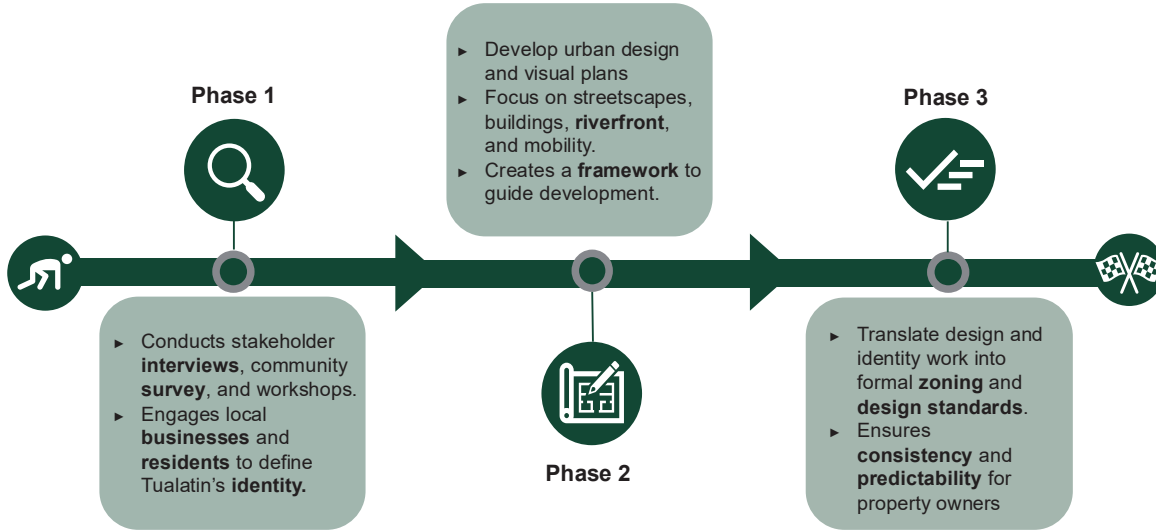 Phase 1
► Conducts stakeholder
interviews, community
survey, and workshops.
► Engages local
businesses and
residents to define
Tualatin’s identity.
► Develop urban design
and visual plans
► Focus on streetscapes,
buildings, riverfront,
and mobility.
► Creates a framework to
guide development.
Phase 2
Phase 3
► Translate design and
identity work into
formal zoning and
design standards.
► Ensures
consistency and
predictability for
property owners